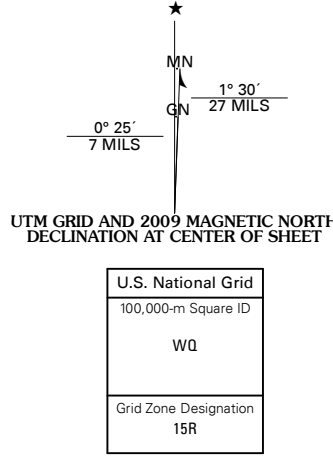 ★
MN
GN
1° 30´
27 MILS
0° 25´
7 MILS
UTM GRID AND 2009 MAGNETIC NORTH
DECLINATION AT CENTER OF SHEET
U.S. National Grid
100,000-m Square ID
WQ
Grid Zone Designation
15R